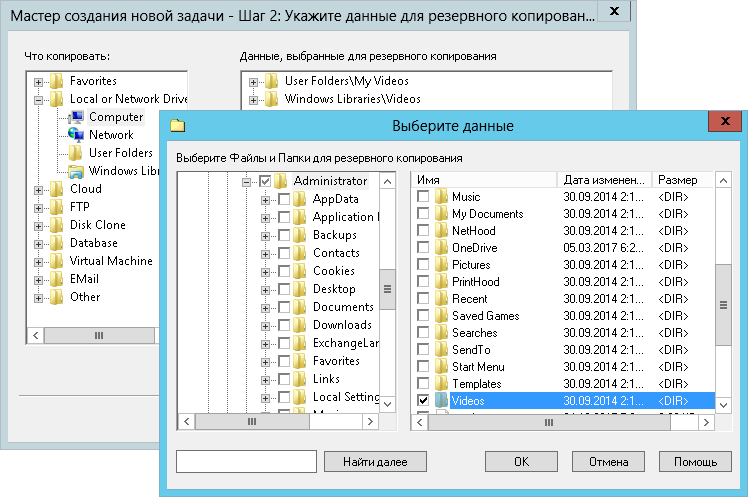 Мастер создания новой задачи - Шаг 2: Укажите данные для резервного копирован... x
Что копировать:
Favorites
Local or Network Drive
Computer
Network
User Folders
Windows Libr
Cloud
FTP
Disk Clone
Database
Virtual Machine
EMail
Other
Данные, выбранные для резервного копирования
User Folders\My Videos
Windows Libraries\Videos
Выберите данные x
Выберите Файлы и Папки для резервного копирования
Administrator
AppData
Application
Backups
Contacts
Cookies
Desktop
Documents
Downloads
ExchangeLar
Favorites
Links
Local Setting
Имя Дата изменен... Размер
Music 30.09.2014 2:1... <DIR>
My Documents 30.09.2014 2:1... <DIR>
NetHood 30.09.2014 2:1... <DIR>
OneDrive 05.03.2017 6:2... <DIR>
Pictures 30.09.2014 2:1... <DIR>
PrintHood 30.09.2014 2:1... <DIR>
Recent 30.09.2014 2:1... <DIR>
Saved Games 30.09.2014 2:1... <DIR>
Searches 30.09.2014 2:1... <DIR>
SendTo 30.09.2014 2:1... <DIR>
Start Menu 30.09.2014 2:1... <DIR>
Templates 30.09.2014 2:1... <DIR>
Videos 30.09.2014 2:1... <DIR>
Найти далее OK Отмена Помощь